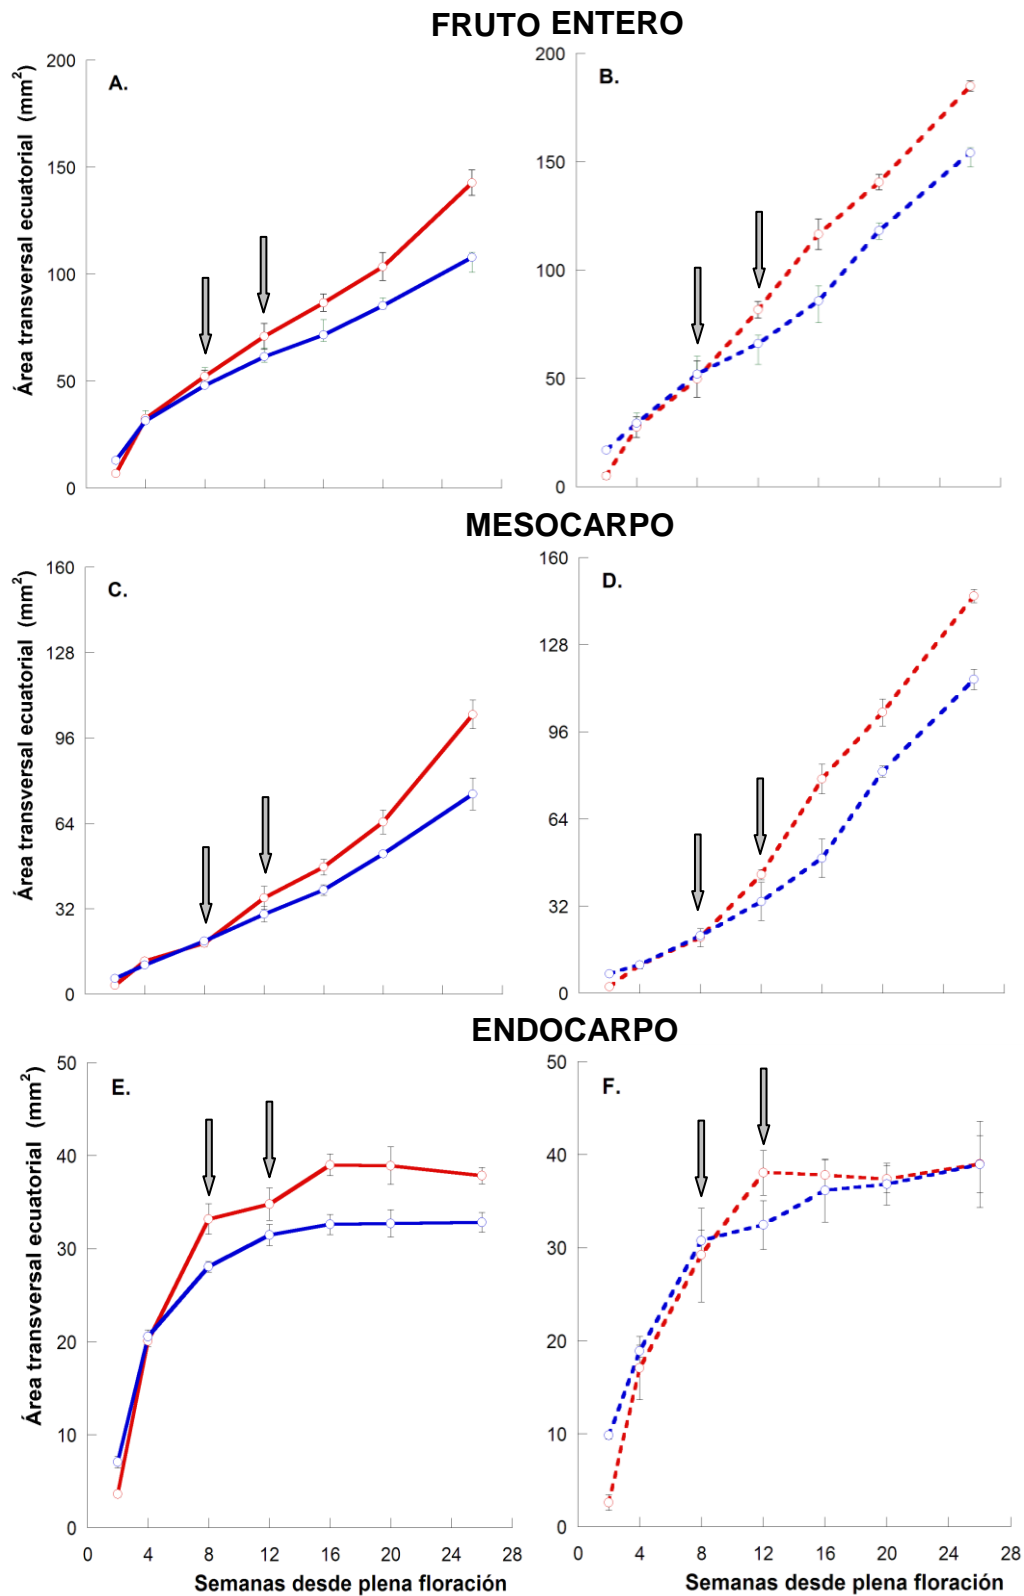 FRUTO ENTERO
Área transversal ecuatorial (mm²)
200
150
100
50
0
A.
200
150
100
50
0
B.
MESOCARPO
Área transversal ecuatorial (mm²)
160
128
96
64
32
0
C.
160
128
96
64
32
0
D.
ENDOCARPO
Área transversal ecuatorial (mm²)
50
40
30
20
10
0
E.
50
40
30
20
10
0
F.
0 4 8 12 16 20 24 28
0 4 8 12 16 20 24 28
Semanas desde plena floración
Semanas desde plena floración